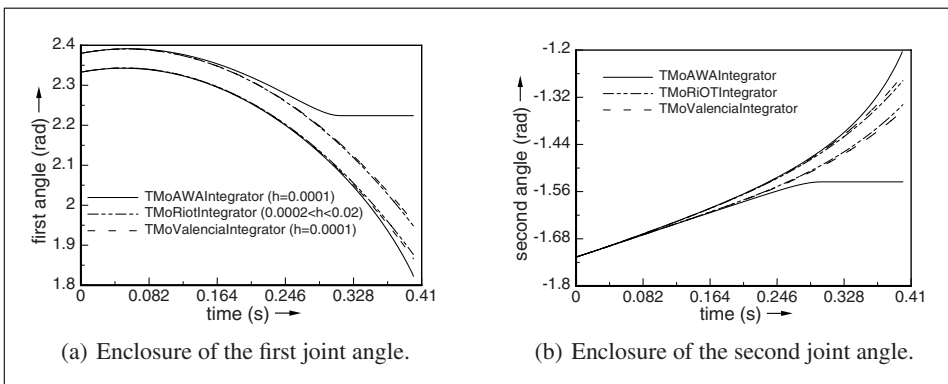 2.4
2.3
2.2
2.1
2
1.9
1.8
first angle (rad)
TMoAWAIntegrator (h=0.0001)
TMoRiotIntegrator (0.0002<h<0.02)
TMoValenciaIntegrator (h=0.0001)
0 0.082 0.164 0.246 0.328 0.41
time (s)
(a) Enclosure of the first joint angle.
-1.2
-1.32
-1.44
-1.56
-1.68
-1.8
second angle (rad)
TMoAWAIntegrator
TMoRiOTIntegrator
TMoValenciaIntegrator
0 0.082 0.164 0.246 0.328 0.41
time (s)
(b) Enclosure of the second joint angle.